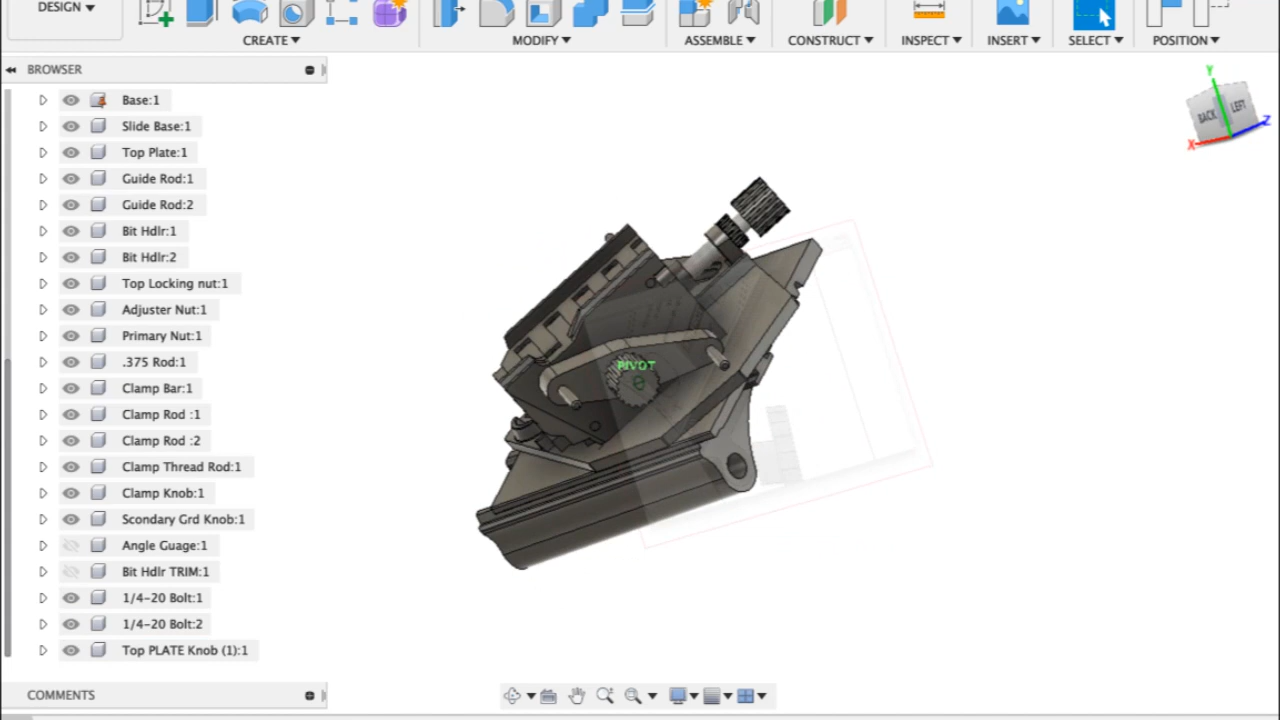 DESIGN
CREATE
MODIFY
ASSEMBLE
CONSTRUCT
INSPECT
INSERT
SELECT
POSITION
BROWSER
Base:1
Slide Base:1
Top Plate:1
Guide Rod:1
Guide Rod:2
Bit Hdlr:1
Bit Hdlr:2
Top Locking nut:1
Adjuster Nut:1
Primary Nut:1
.375 Rod:1
Clamp Bar:1
Clamp Rod :1
Clamp Rod :2
Clamp Thread Rod:1
Clamp Knob:1
Scondary Grd Knob:1
Angle Guage:1
Bit Hdlr TRIM:1
1/4-20 Bolt:1
1/4-20 Bolt:2
Top PLATE Knob (1):1
COMMENTS
PIVOT
Y
BACK
LEFT
Z
X